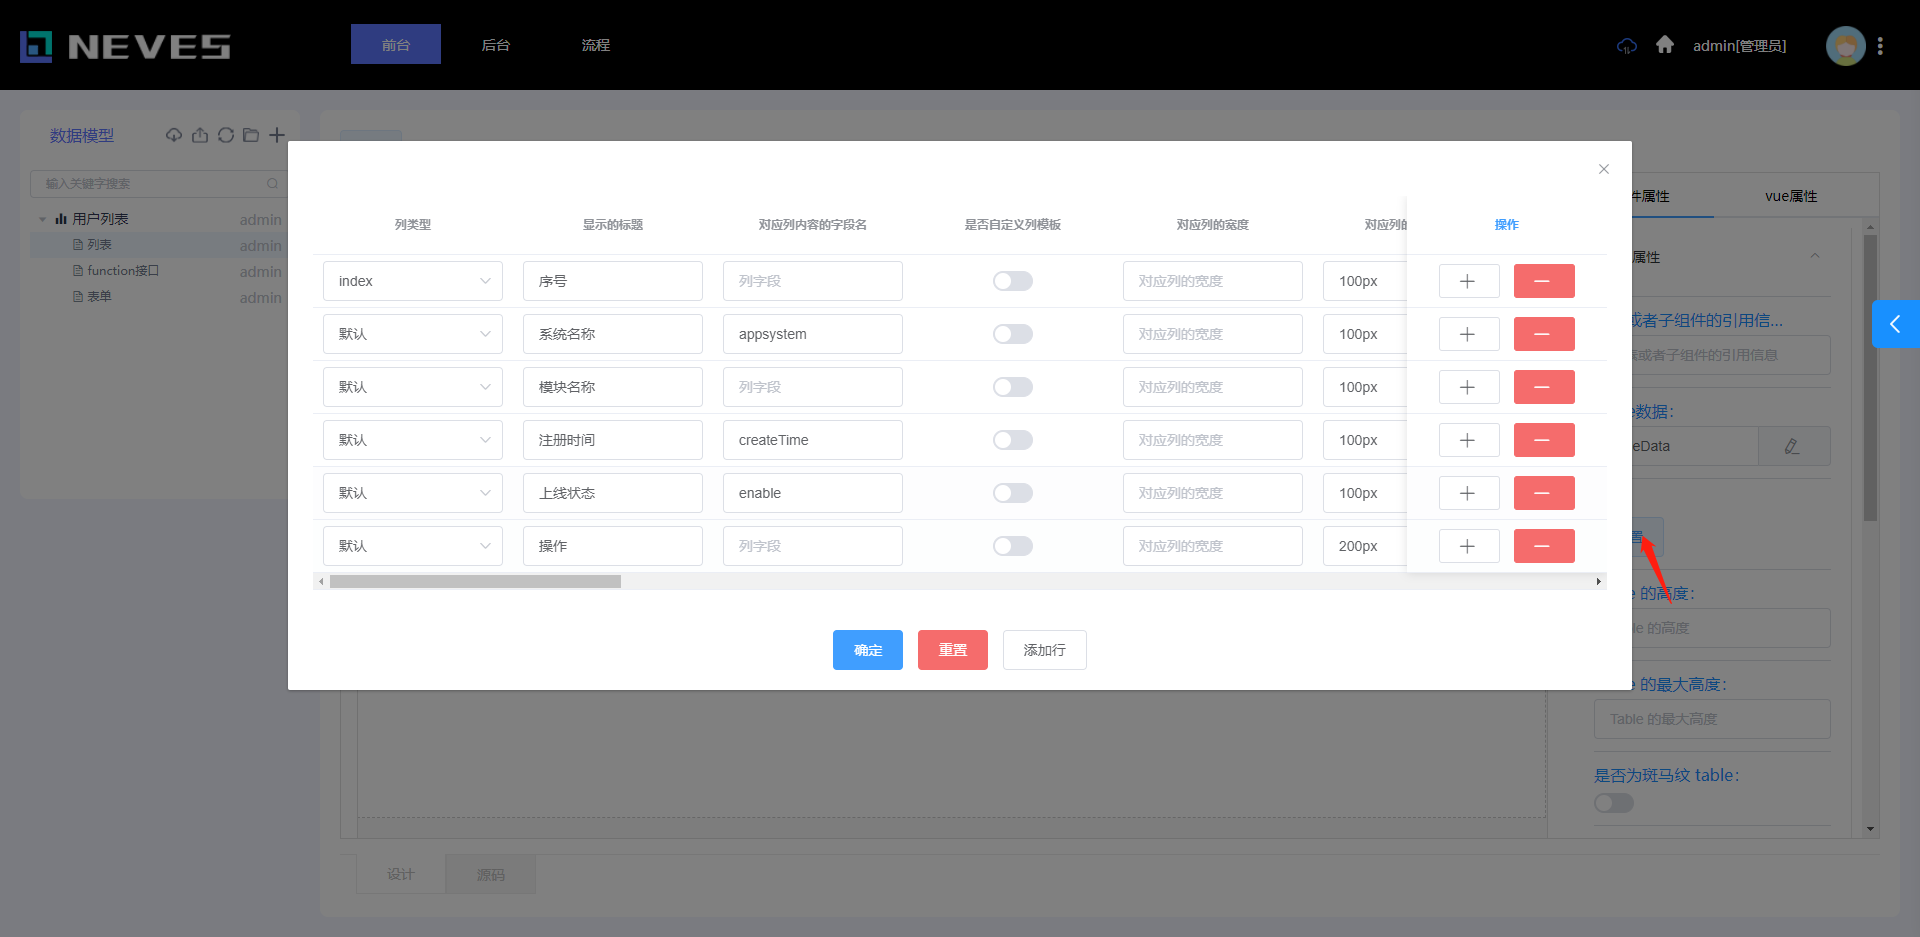 NEVES
前台
后台
流程
admin[管理员]
数据模型
输入关键字搜索
用户列表 admin
列表 admin
function接口 admin
表单 admin
件属性
vue属性
列类型
显示的标题
对应列内容的字段名
是否自定义列模板
对应列的宽度
对应列的
操作
index 序号 列字段 对应列的宽度 100px
默认 系统名称 appsystem 对应列的宽度 100px
默认 模块名称 列字段 对应列的宽度 100px
默认 注册时间 createTime 对应列的宽度 100px
默认 上线状态 enable 对应列的宽度 100px
默认 操作 列字段 对应列的宽度 200px
确定
重置
添加行
属性
或者子组件的引用信...
或者子组件的引用信息
e数据:
eData
置
e 的高度:
le 的高度
e 的最大高度:
Table 的最大高度
是否为斑马纹 table:
设计
源码